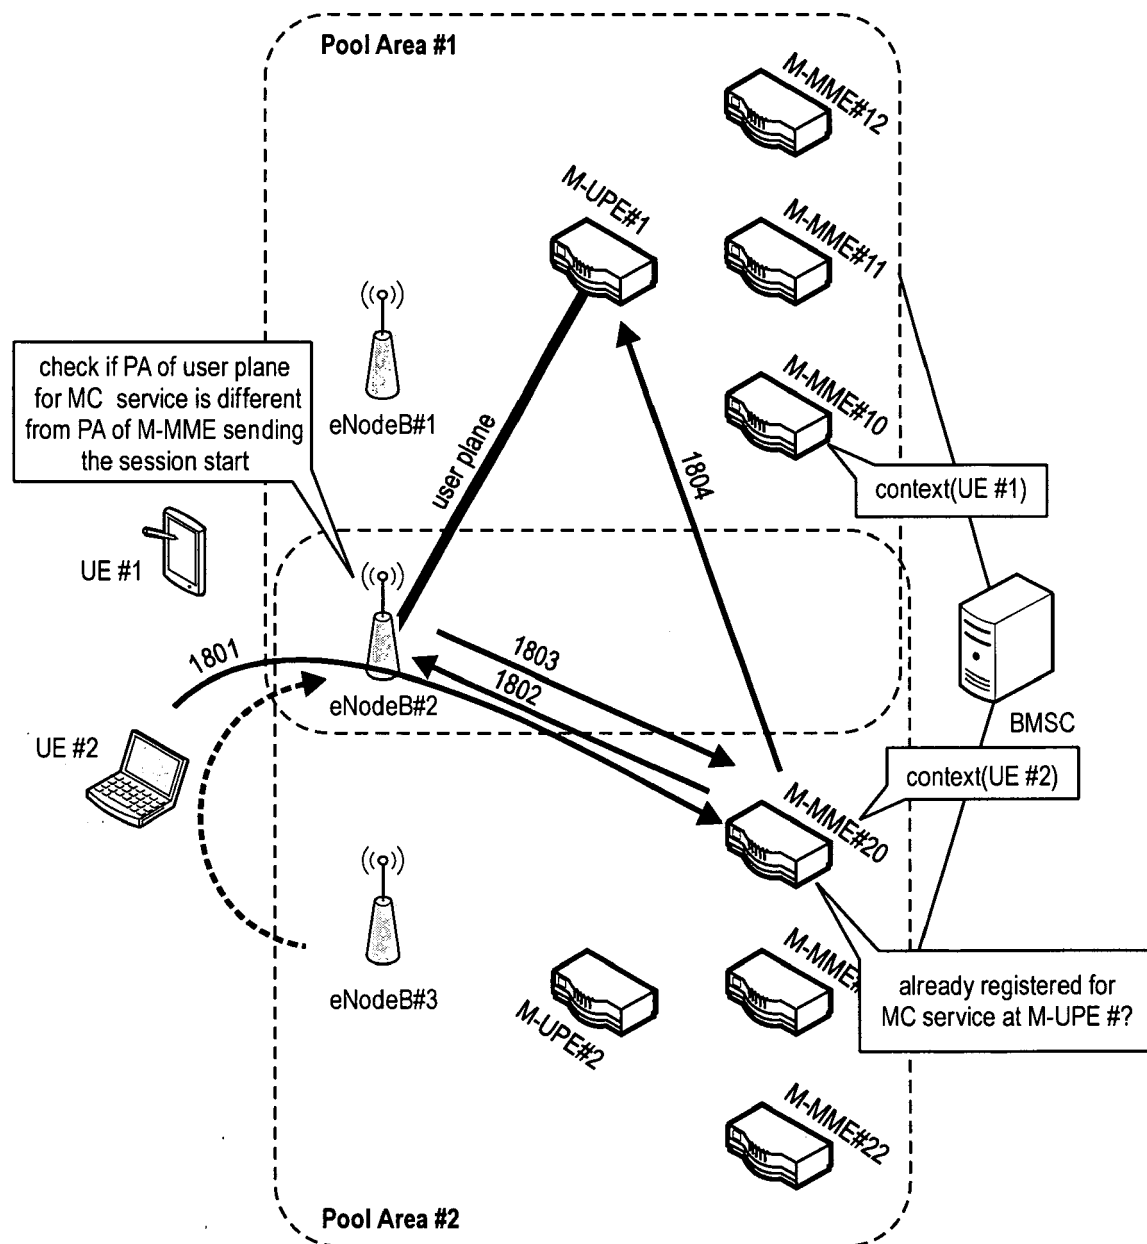 Pool Area #1
M-MME#12
M-UPE#1
M-MME#11
check if PA of user plane
for MC service is different
from PA of M-MME sending
the session start
eNodeB#1
M-MME#10
user plane
1804
context(UE #1)
UE #1
1801
1803
1802
eNodeB#2
UE #2
BMSC
context(UE #2)
M-MME#20
eNodeB#3
M-UPE#2
M-MME#
already registered for
MC service at M-UPE #?
M-MME#22
Pool Area #2